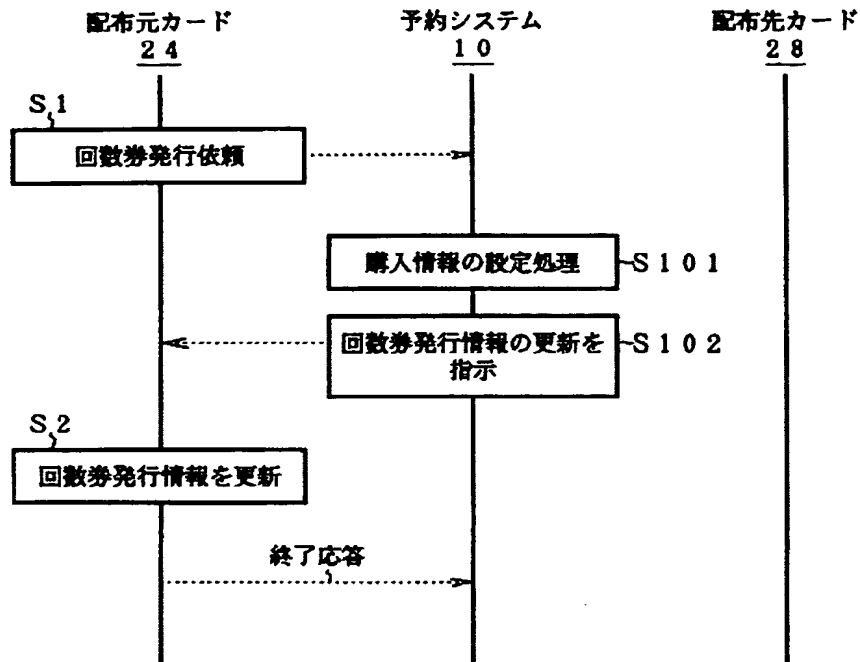 配布元カード
２４
予約システム
１０
配布先カード
２８
Ｓ１
回数券発行依頼
購入情報の設定処理
Ｓ１０１
回数券発行情報の更新を
指示
Ｓ１０２
Ｓ２
回数券発行情報を更新
終了応答